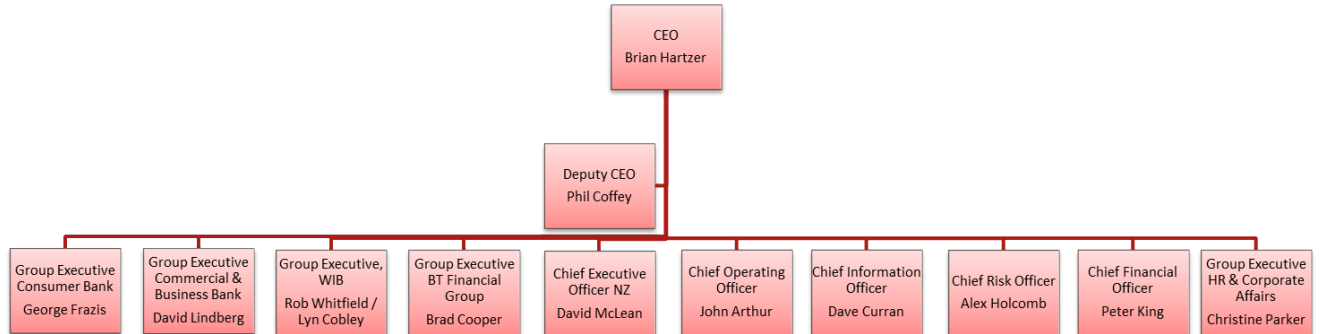 CEO
Brian Hartzer
Deputy CEO
Phil Coffey
Group Executive
Consumer Bank
George Frazis
Group Executive
Commercial &
Business Bank
David Lindberg
Group Executive,
WIB
Rob Whitfield /
Lyn Cobley
Group Executive
BT Financial
Group
Brad Cooper
Chief Executive
Officer NZ
David McLean
Chief Operating
Officer
John Arthur
Chief Information
Officer
Dave Curran
Chief Risk Officer
Alex Holcomb
Chief Financial
Officer
Peter King
Group Executive
HR & Corporate
Affairs
Christine Parker